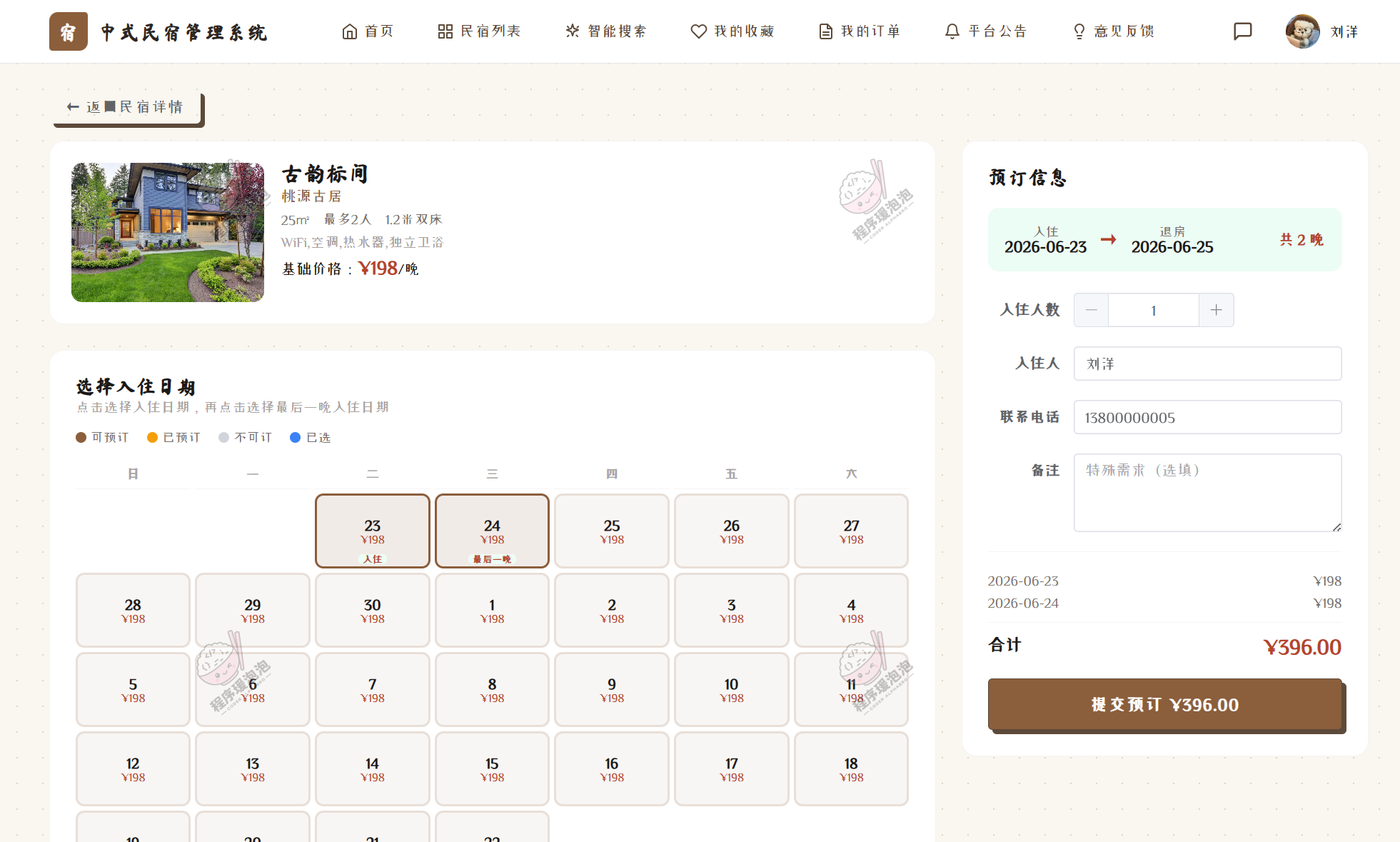 宿 中式民宿管理系统 首页 民宿列表 智能搜索 我的收藏 我的订单 平台公告 意见反馈 刘洋
← 返 民宿详情
古韵标间
桃源古居
25m² 最多2人 1.2米双床
WiFi,空调,热水器,独立卫浴
基础价格：¥198/晚
选择入住日期
点击选择入住日期，再点击选择最后一晚入住日期
可预订 已预订 不可订 已选
日 一 二 三 四 五 六
23 24 25 26 27
¥198 ¥198 ¥198 ¥198 ¥198
入住 最后一晚
28 29 30 1 2 3 4
¥198 ¥198 ¥198 ¥198 ¥198 ¥198 ¥198
5 6 7 8 9 10 11
¥198 ¥198 ¥198 ¥198 ¥198 ¥198 ¥198
12 13 14 15 16 17 18
¥198 ¥198 ¥198 ¥198 ¥198 ¥198 ¥198
预订信息
入住 退房
2026-06-23 → 2026-06-25 共 2 晚
入住人数 − 1 +
入住人 刘洋
联系电话 13800000005
备注 特殊需求（选填）
2026-06-23 ¥198
2026-06-24 ¥198
合计 ¥396.00
提交预订 ¥396.00
程序瑗泡泡
程序瑗泡泡
程序瑗泡泡